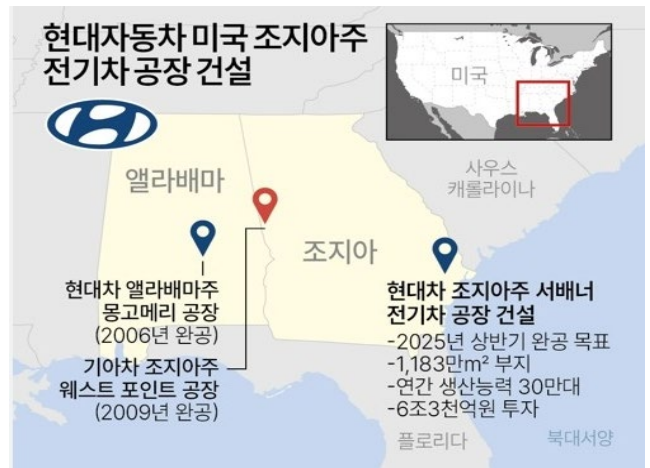 현대자동차 미국 조지아주
전기차 공장 건설
미국
앨라배마
사우스
캐롤라이나
조지아
현대차 앨라배마주
몽고메리 공장
(2006년 완공)
기아차 조지아주
웨스트 포인트 공장
(2009년 완공)
현대차 조지아주 서배너
전기차 공장 건설
-2025년 상반기 완공 목표
-1,183만m² 부지
-연간 생산능력 30만대
-6조3천억원 투자
플로리다
북대서양